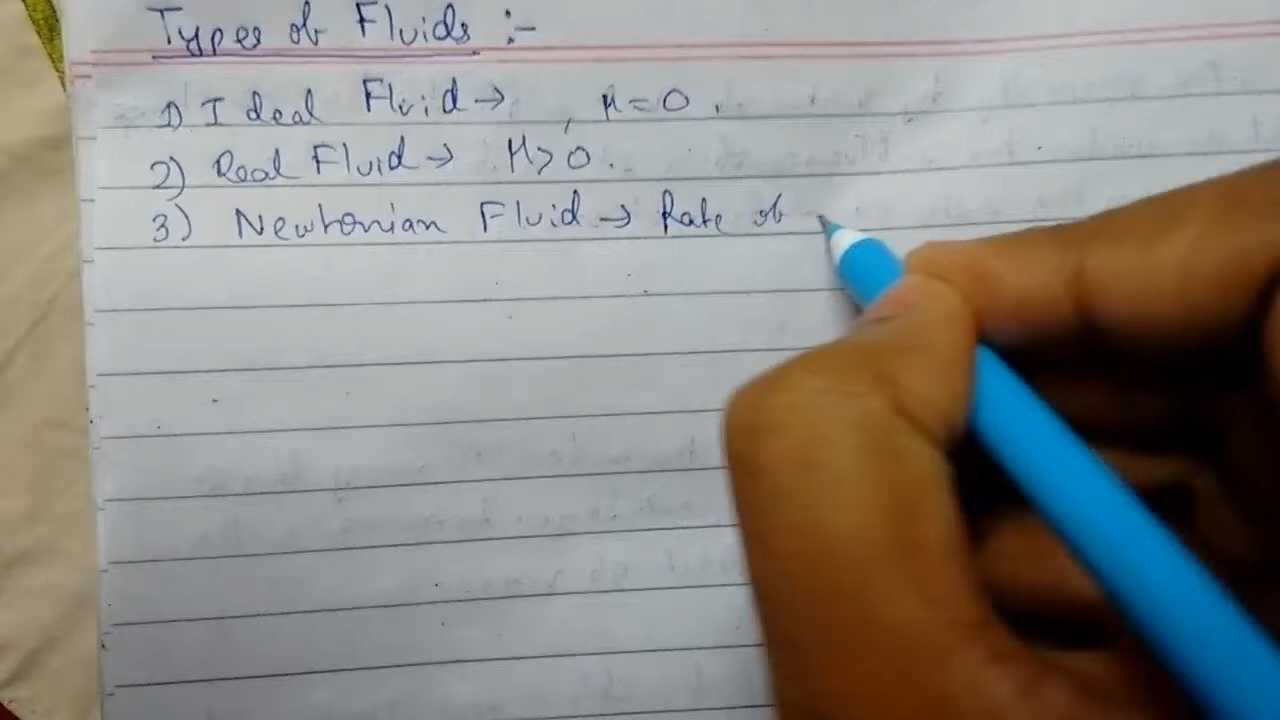 Types of Fluids :-
1) Ideal Fluid → , μ = 0.
2) Real Fluid → μ > 0.
3) Newtonian Fluid → Rate of